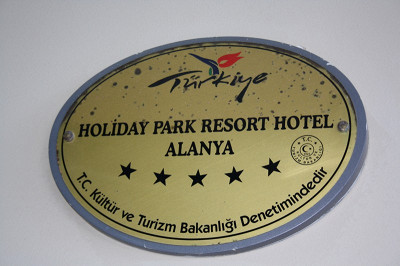 Türkiye
HOLIDAY PARK RESORT HOTEL
ALANYA
T.C.
T.C. Kültür ve Turizm Bakanlığı Denetimindedir